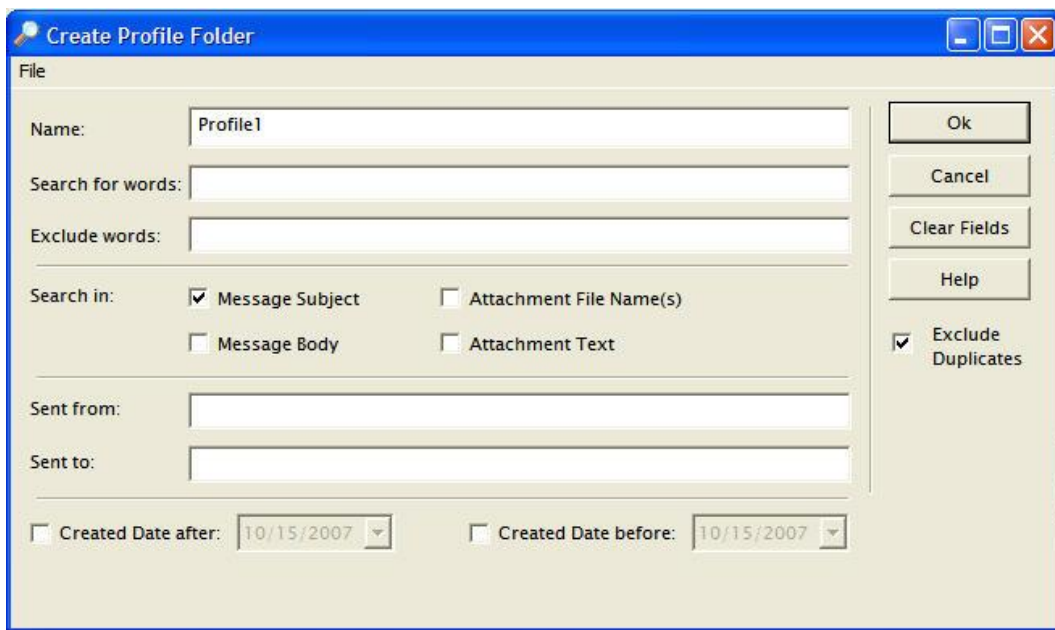 Create Profile Folder
File
Name: Profile1
Ok
Search for words:
Cancel
Exclude words:
Clear Fields
Help
Search in: Message Subject Attachment File Name(s)
Message Body Attachment Text
Exclude
Duplicates
Sent from:
Sent to:
Created Date after: 10/15/2007 Created Date before: 10/15/2007